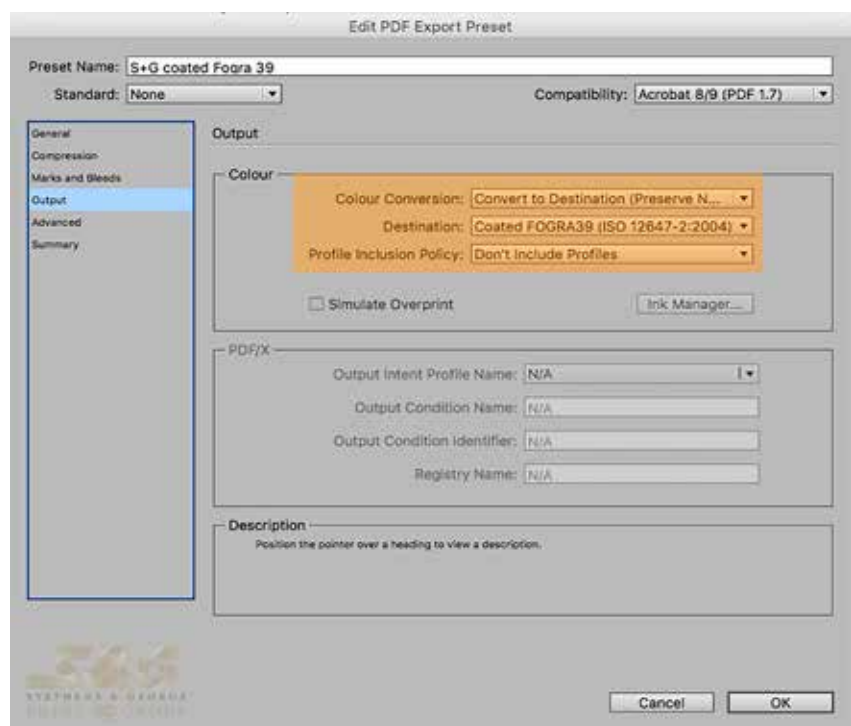 Edit PDF Export Preset
Preset Name: S+G coated Fogra 39
Standard: None Compatibility: Acrobat 8/9 (PDF 1.7)
General
Compression
Marks and Bleeds
Output
Advanced
Summary
Output
Colour
Colour Conversion: Convert to Destination (Preserve N...
Destination: Coated FOGRA39 (ISO 12647-2:2004)
Profile Inclusion Policy: Don't Include Profiles
Simulate Overprint Ink Manager...
PDF/X
Output Intent Profile Name: N/A
Output Condition Name: N/A
Output Condition Identifier: N/A
Registry Name: N/A
Description
Position the pointer over a heading to view a description.
STEPHENS & GEORGE
Cancel OK